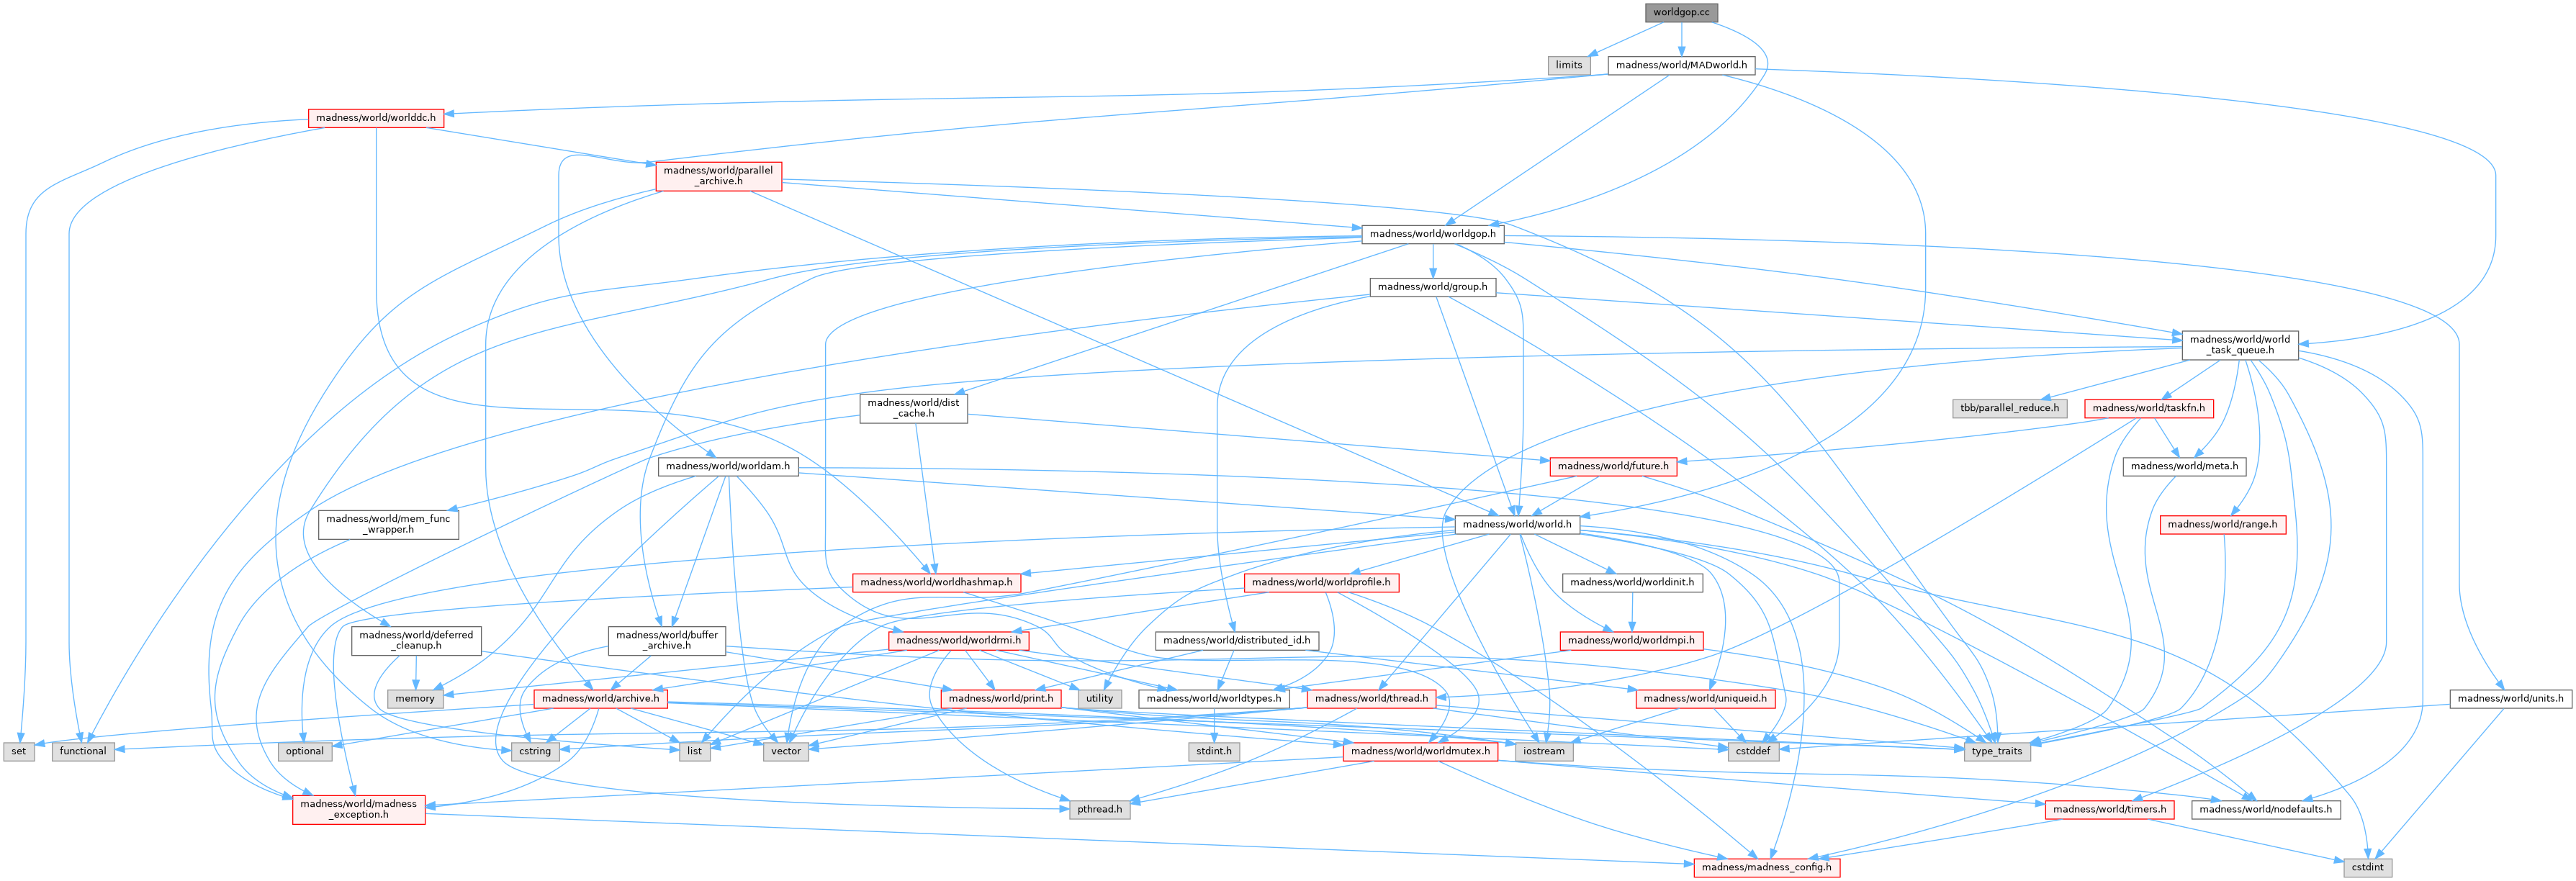 worldgop.cc
limits
madness/world/MADworld.h
madness/world/worlddc.h
madness/world/parallel
_archive.h
madness/world/worldgop.h
madness/world/group.h
madness/world/world
_task_queue.h
madness/world/dist
_cache.h
tbb/parallel_reduce.h
madness/world/taskfn.h
madness/world/worldam.h
madness/world/future.h
madness/world/meta.h
madness/world/mem_func
_wrapper.h
madness/world/world.h
madness/world/range.h
madness/world/worldhashmap.h
madness/world/worldprofile.h
madness/world/worldinit.h
madness/world/deferred
_cleanup.h
madness/world/buffer
_archive.h
madness/world/worldrmi.h
madness/world/distributed_id.h
madness/world/worldmpi.h
memory
madness/world/archive.h
madness/world/print.h
utility
madness/world/worldtypes.h
madness/world/thread.h
madness/world/uniqueid.h
madness/world/units.h
set
functional
optional
cstring
list
vector
stdint.h
madness/world/worldmutex.h
iostream
cstddef
type_traits
madness/world/madness
_exception.h
pthread.h
madness/world/timers.h
madness/world/nodefaults.h
madness/madness_config.h
cstdint